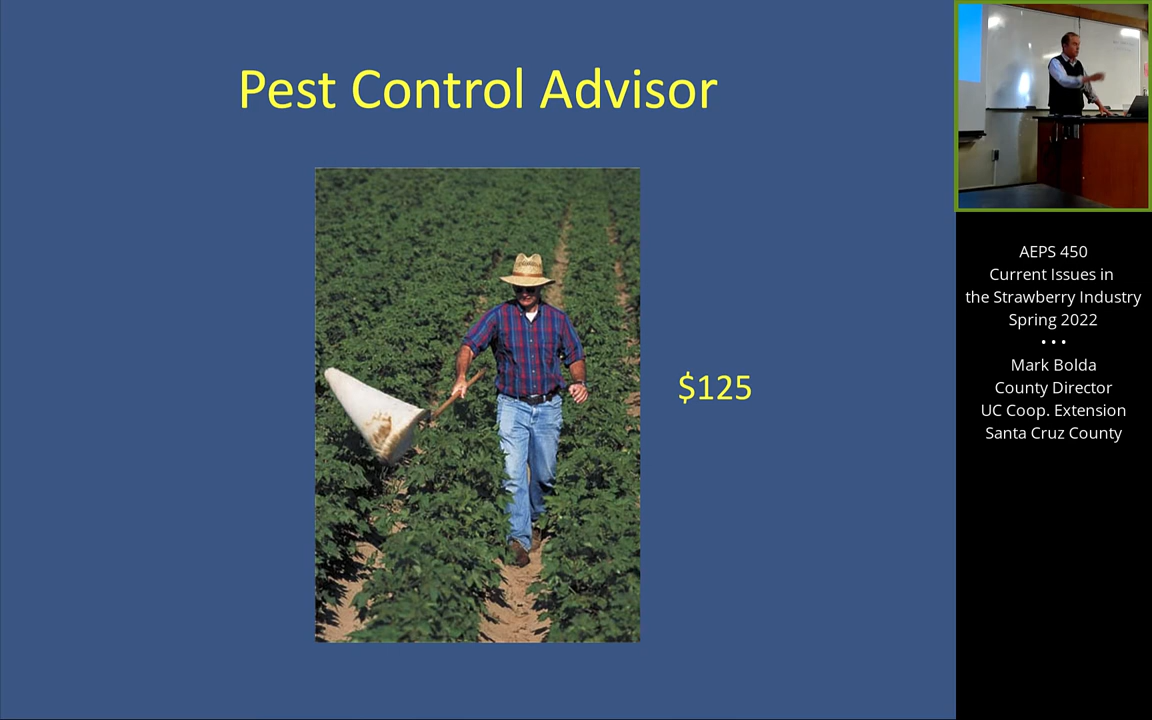 Pest Control Advisor
$125
AEPS 450
Current Issues in
the Strawberry Industry
Spring 2022
• • •
Mark Bolda
County Director
UC Coop. Extension
Santa Cruz County